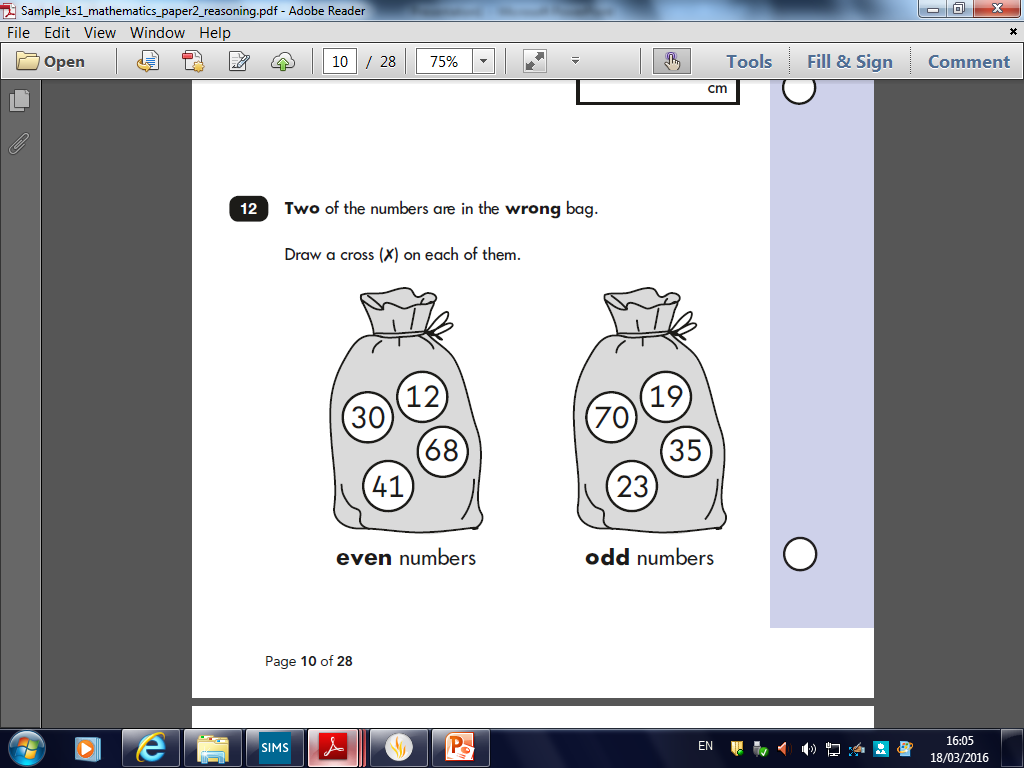 Sample_ks1_mathematics_paper2_reasoning.pdf - Adobe Reader
File Edit View Window Help
Open 10 / 28 75% Tools Fill & Sign Comment
cm
12 Two of the numbers are in the wrong bag.
Draw a cross (✗) on each of them.
30 12 68 41
70 19 35 23
even numbers odd numbers
Page 10 of 28
SIMS
EN
16:05
18/03/2016